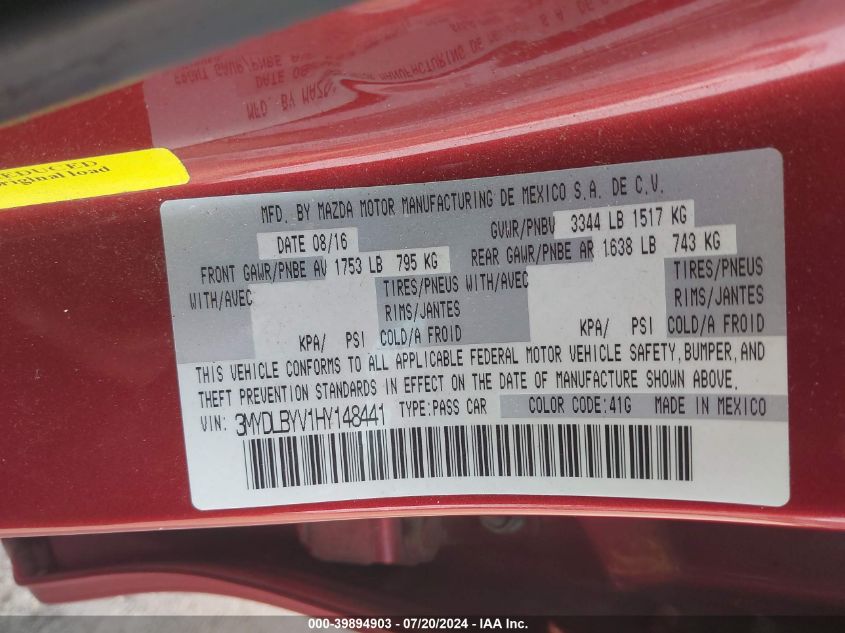 EDUCED
riginal load
MFD. BY MAZDA MOTOR MANUFACTURING DE MEXICO S.A. DE C.V.
DATE 08/16 GVWR/PNBV 3344 LB 1517 KG
FRONT GAWR/PNBE AV 1753 LB 795 KG REAR GAWR/PNBE AR 1638 LB 743 KG
WITH/AVEC TIRES/PNEUS WITH/AVEC TIRES/PNEUS
RIMS/JANTES RIMS/JANTES
KPA/ PSI COLD/A FROID KPA/ PSI COLD/A FROID
THIS VEHICLE CONFORMS TO ALL APPLICABLE FEDERAL MOTOR VEHICLE SAFETY, BUMPER, AND
THEFT PREVENTION STANDARDS IN EFFECT ON THE DATE OF MANUFACTURE SHOWN ABOVE.
VIN: 3MYDLBYV1HY148441 TYPE:PASS CAR COLOR CODE:41G MADE IN MEXICO
000-39894903 - 07/20/2024 - IAA Inc.